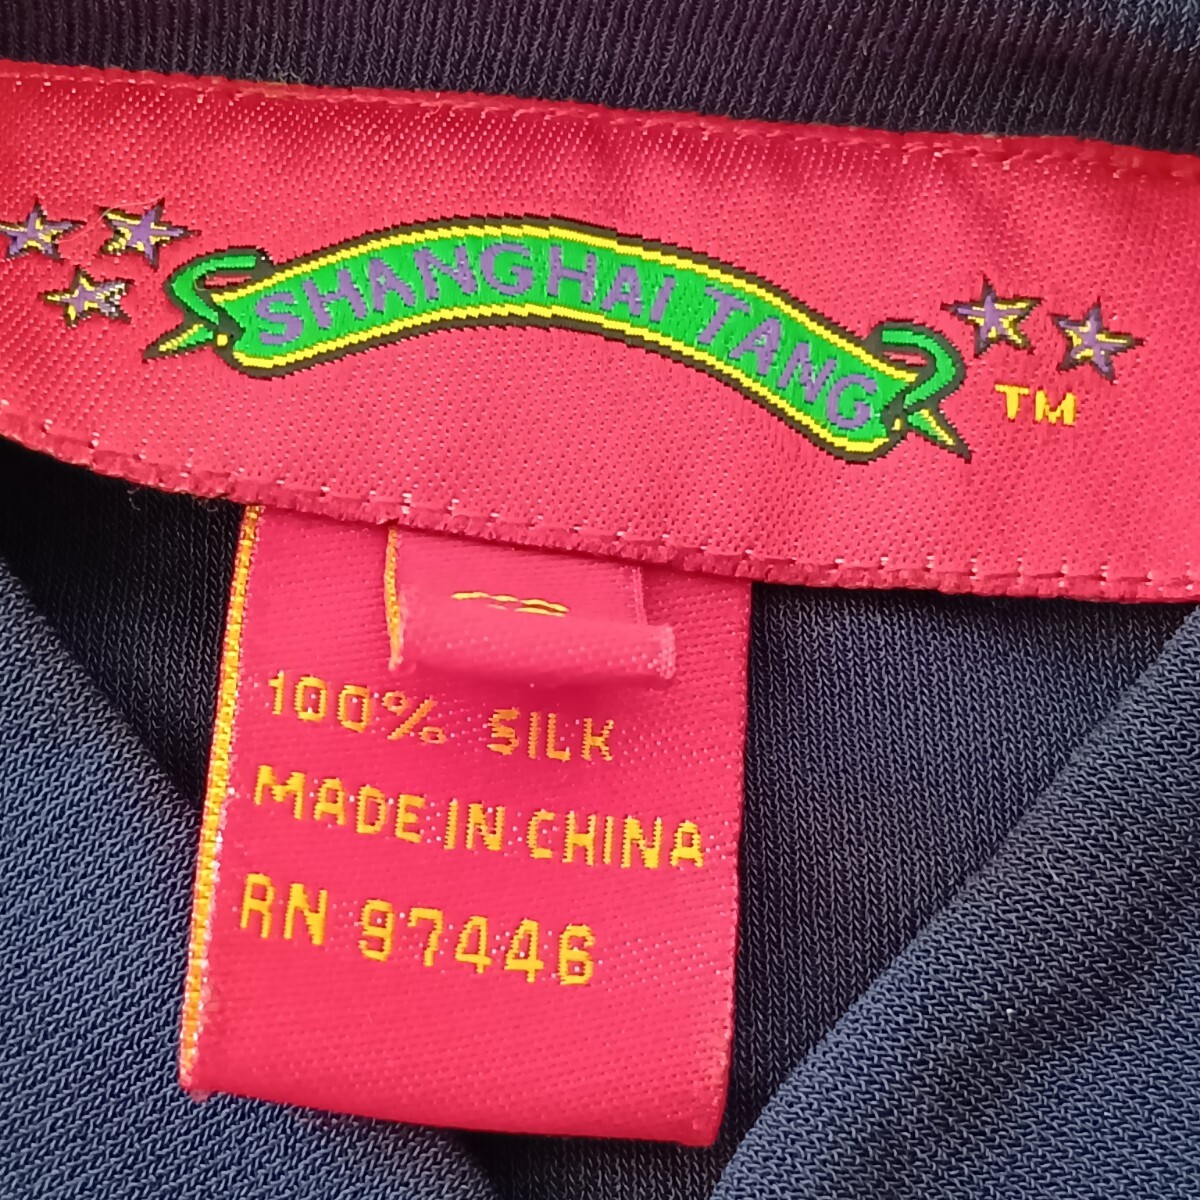 SHANGHAI TANG
TM
100% SILK
MADE IN CHINA
RN 97446